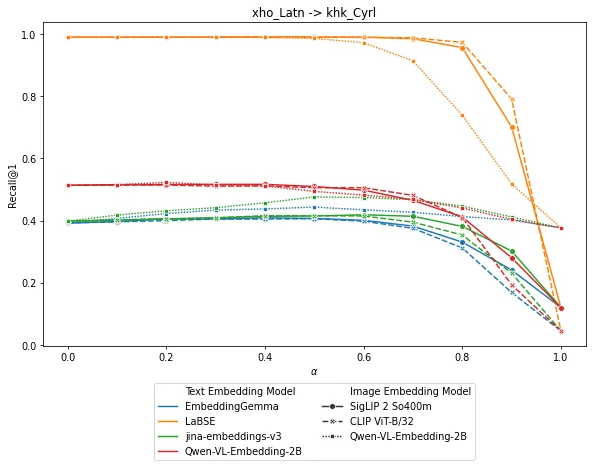 xho_Latn -> khk_Cyrl
Recall@1
1.0
0.8
0.6
0.4
0.2
0.0
0.0 0.2 0.4 0.6 0.8 1.0
α
Text Embedding Model Image Embedding Model
EmbeddingGemma SigLIP 2 So400m
LaBSE CLIP ViT-B/32
jina-embeddings-v3 Qwen-VL-Embedding-2B
Qwen-VL-Embedding-2B